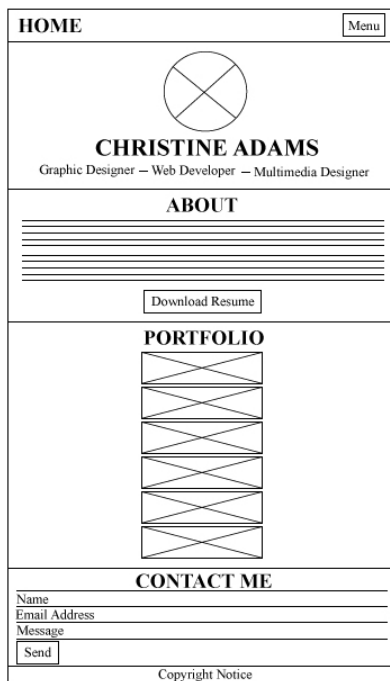 HOME Menu
CHRISTINE ADAMS
Graphic Designer – Web Developer – Multimedia Designer
ABOUT
Download Resume
PORTFOLIO
CONTACT ME
Name
Email Address
Message
Send
Copyright Notice